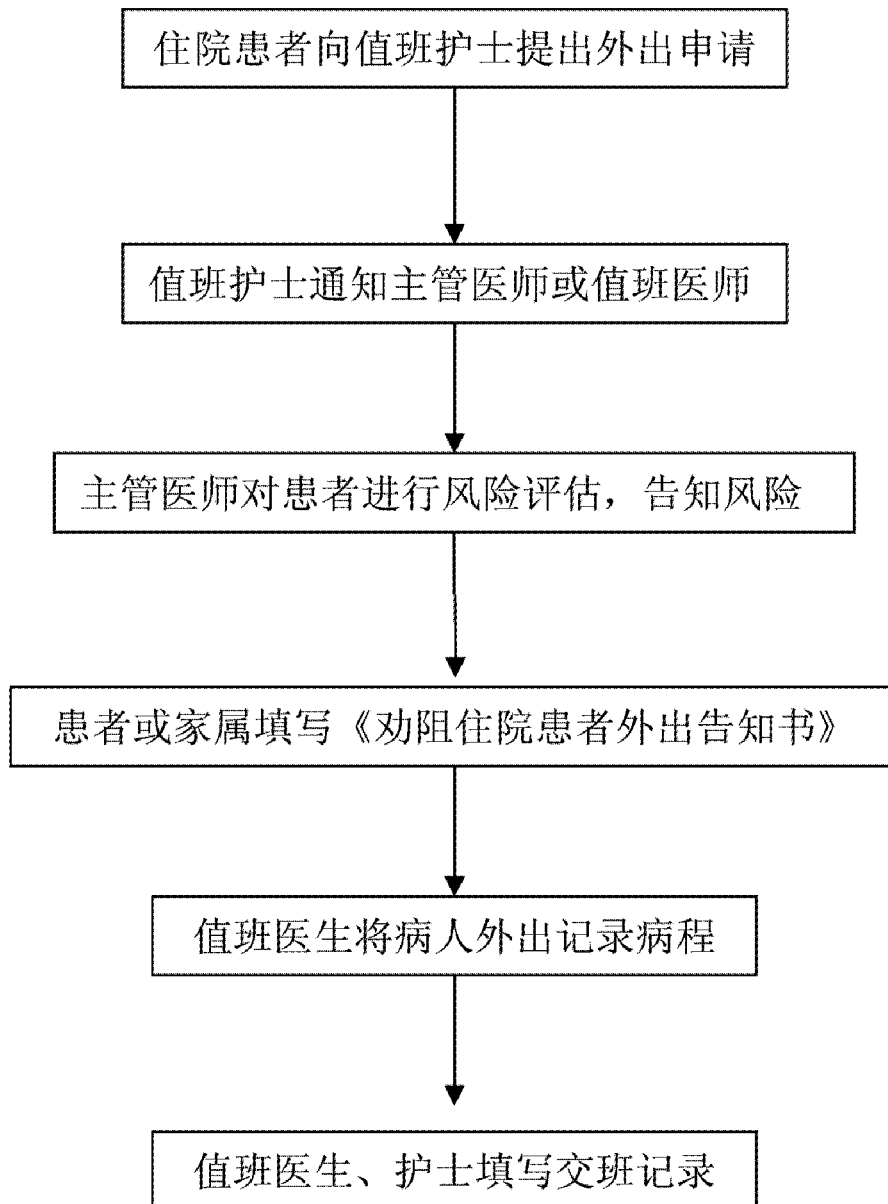 住院患者向值班护士提出外出申请
值班护士通知主管医师或值班医师
主管医师对患者进行风险评估，告知风险
患者或家属填写《劝阻住院患者外出告知书》
值班医生将病人外出记录病程
值班医生、护士填写交班记录